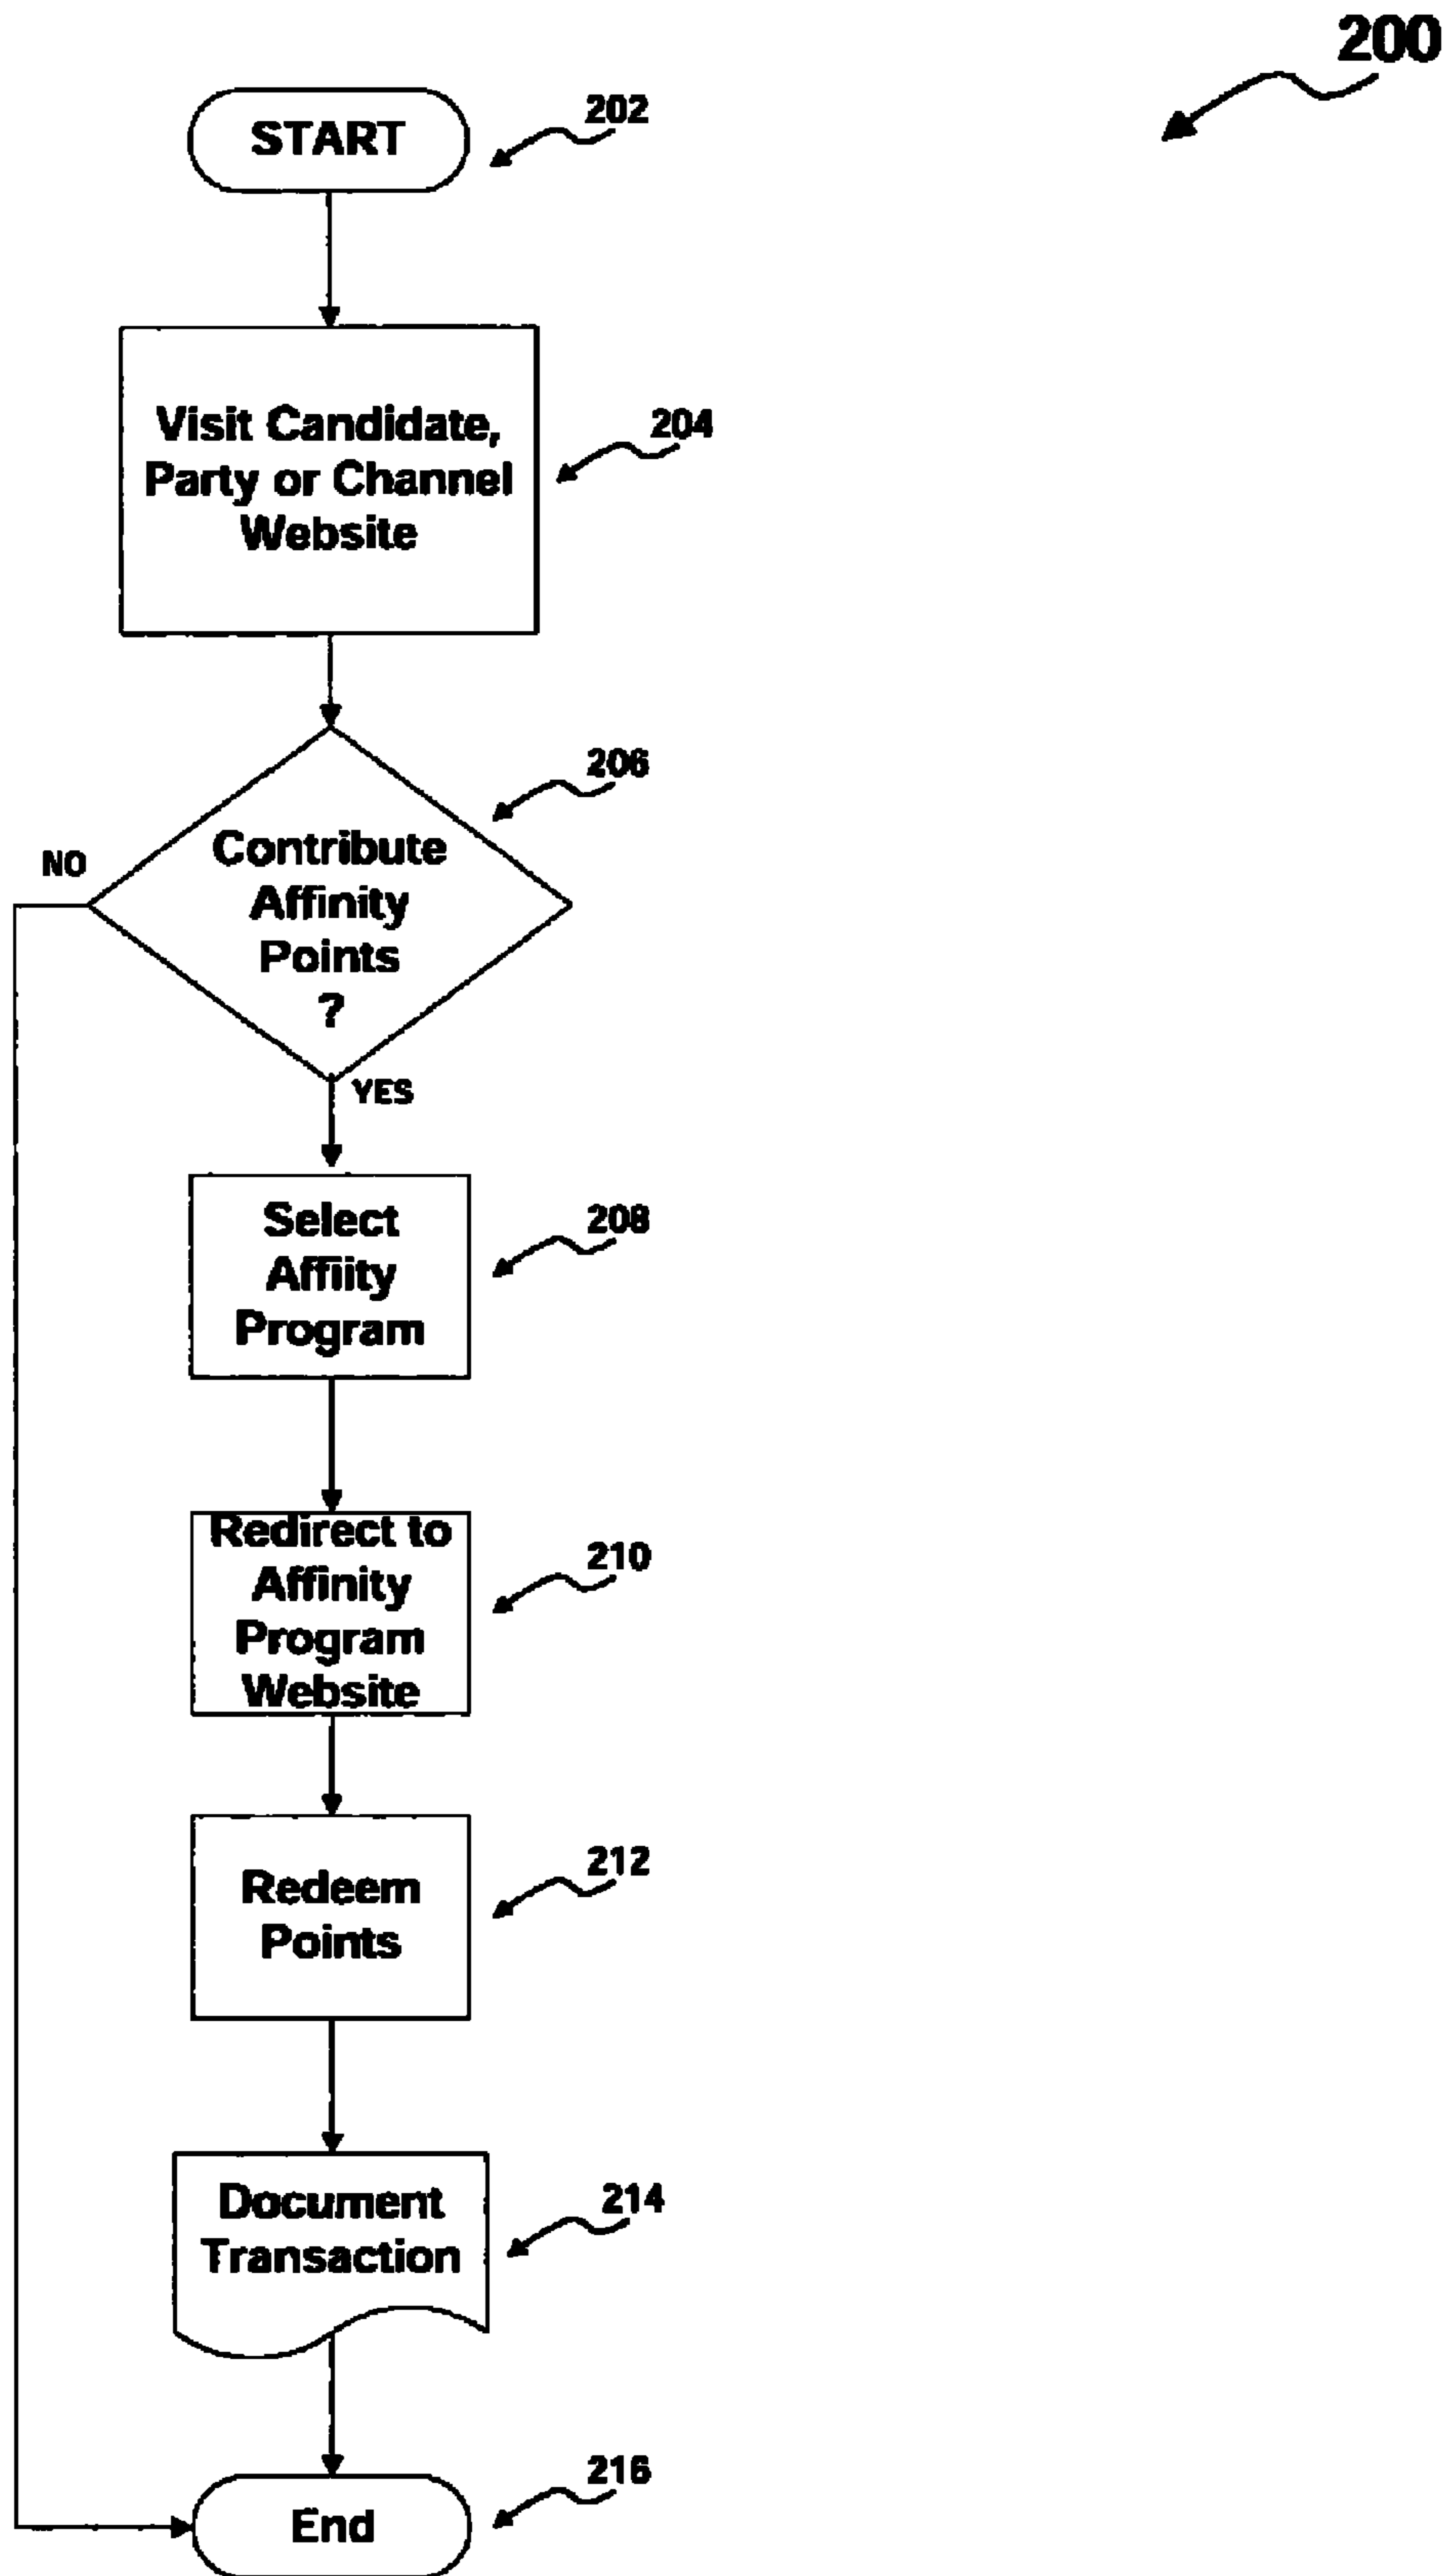 200
START
202
Visit Candidate,
Party or Channel
Website
204
206
Contribute
Affinity
Points
?
NO
YES
Select
Affiity
Program
208
Redirect to
Affinity
Program
Website
210
Redeem
Points
212
Document
Transaction
214
End
216